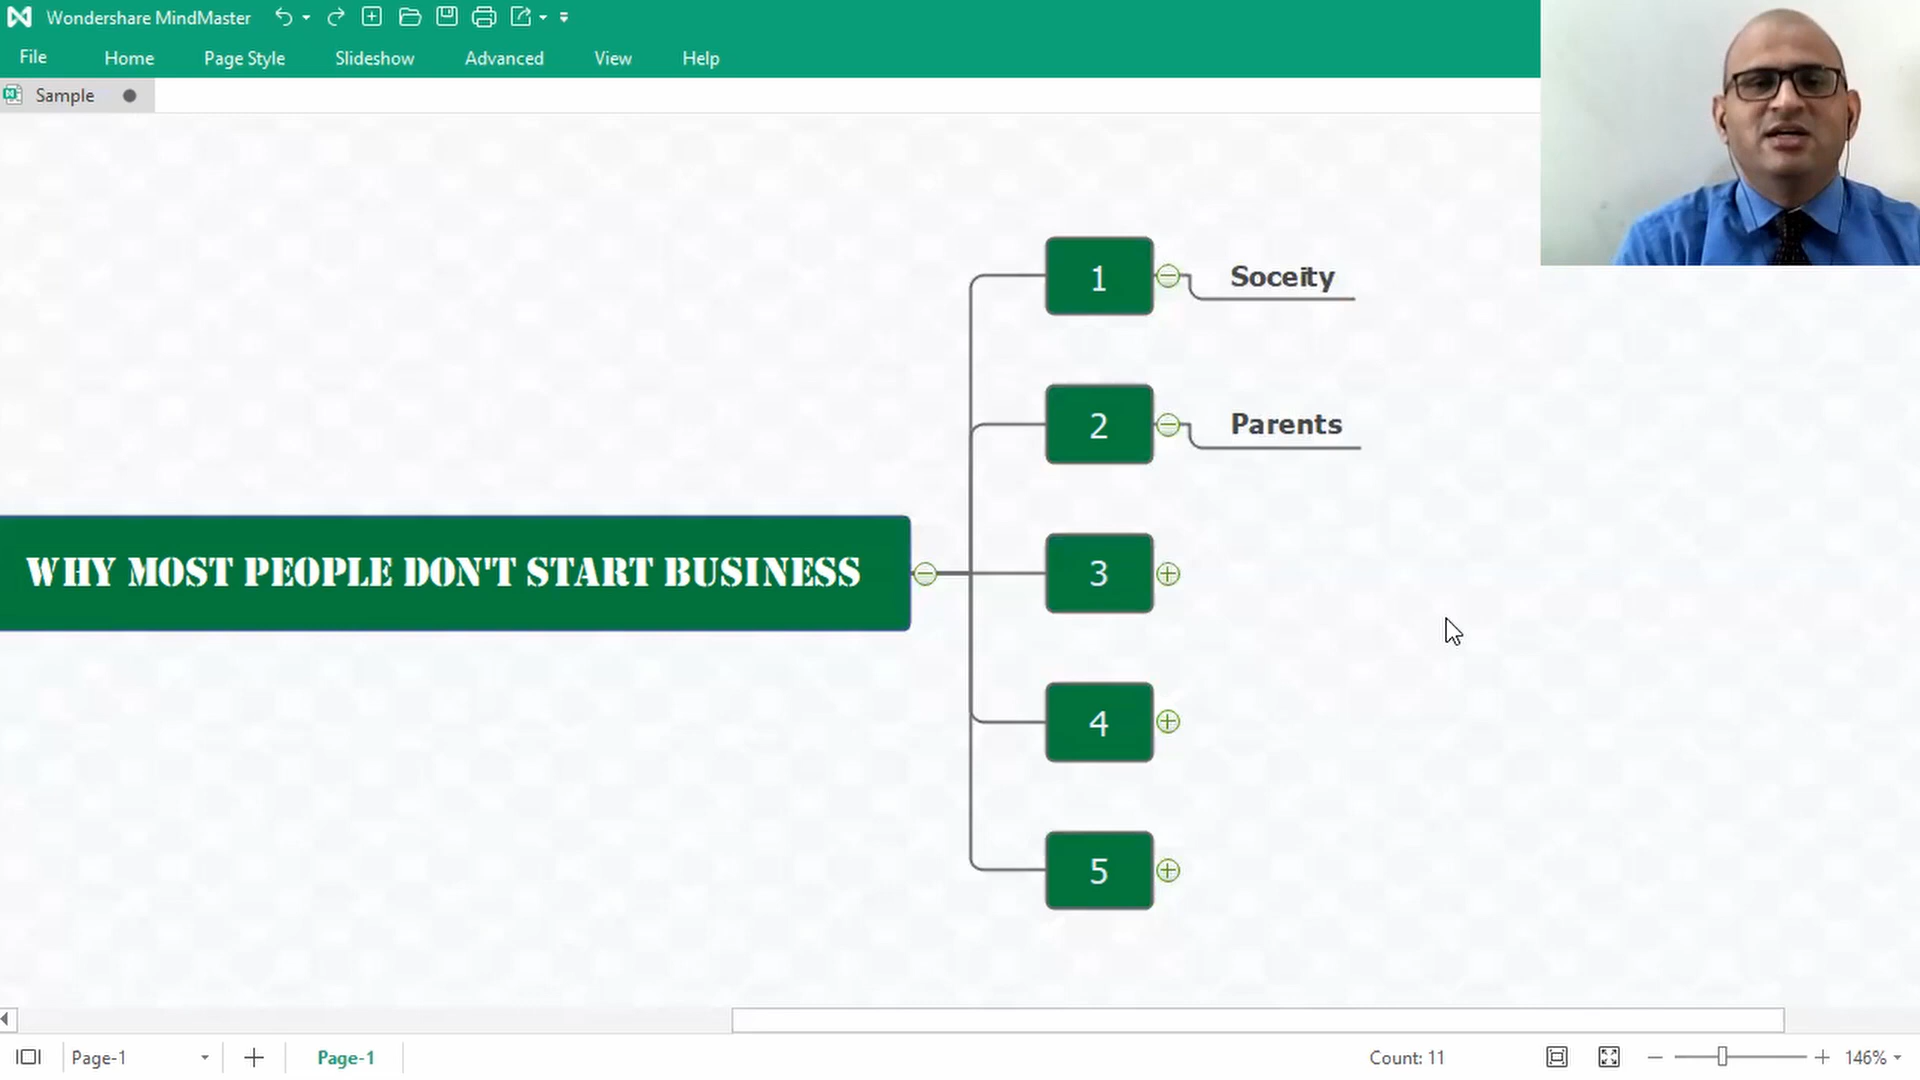 Wondershare MindMaster
File Home Page Style Slideshow Advanced View Help
Sample
1 Soceity
2 Parents
WHY MOST PEOPLE DON'T START BUSINESS
3
4
5
Page-1 Page-1 Count: 11 146%